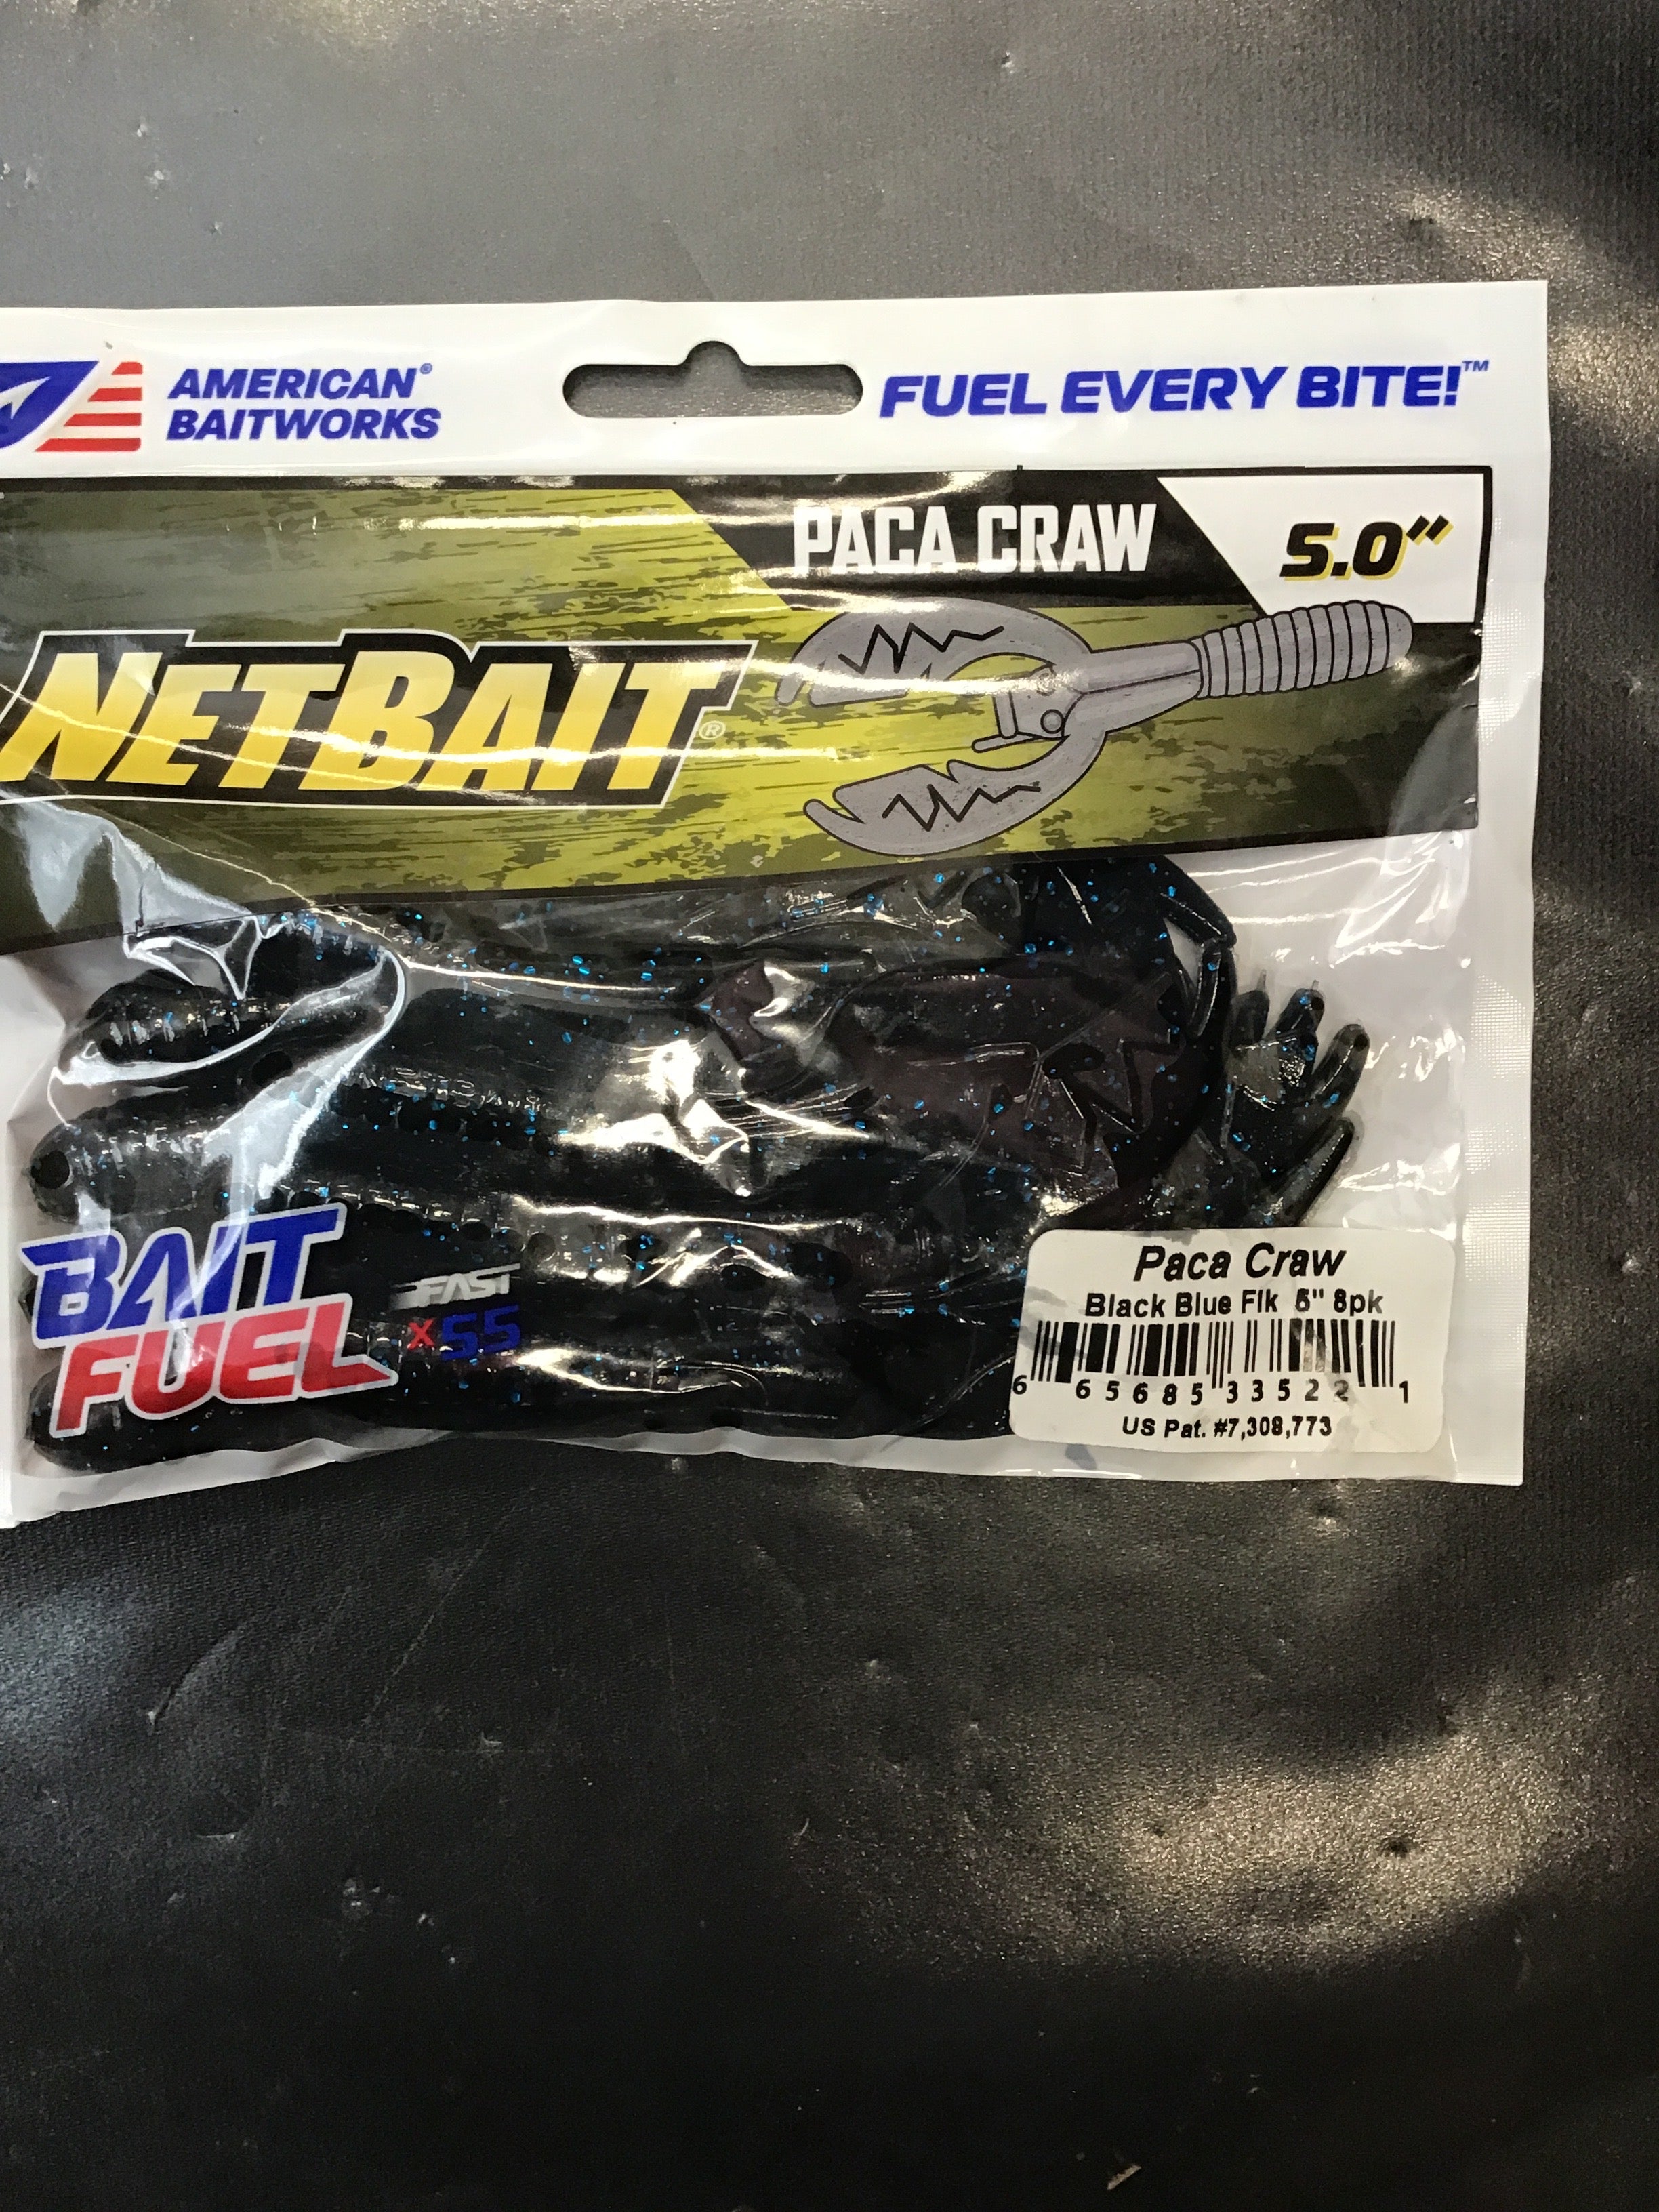 AMERICAN®
BAITWORKS
FUEL EVERY BITE!™
PACA CRAW
5.0"
NETBAIT®
BAIT
FUEL
FAST
x55
Paca Craw
Black Blue Flk 5" 8pk
6 65685 33522 1
US Pat. #7,308,773